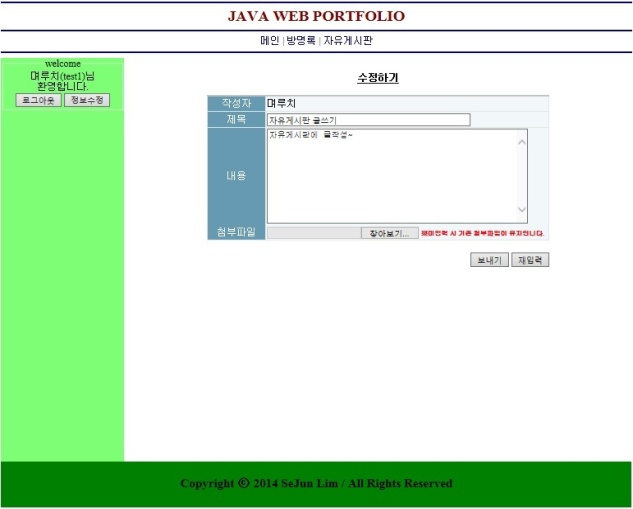 JAVA WEB PORTFOLIO
메인 | 방명록 | 자유게시판
welcome
며루치(test1)님
환영합니다.
로그아웃 정보수정
수정하기
작성자 며루치
제목 자유게시판 글쓰기
내용 자유게시판에 글작성~
첨부파일 찾아보기... 시 기존 첨부파일이 유지됩니다.
보내기 재입력
Copyright ⓒ 2014 SeJun Lim / All Rights Reserved